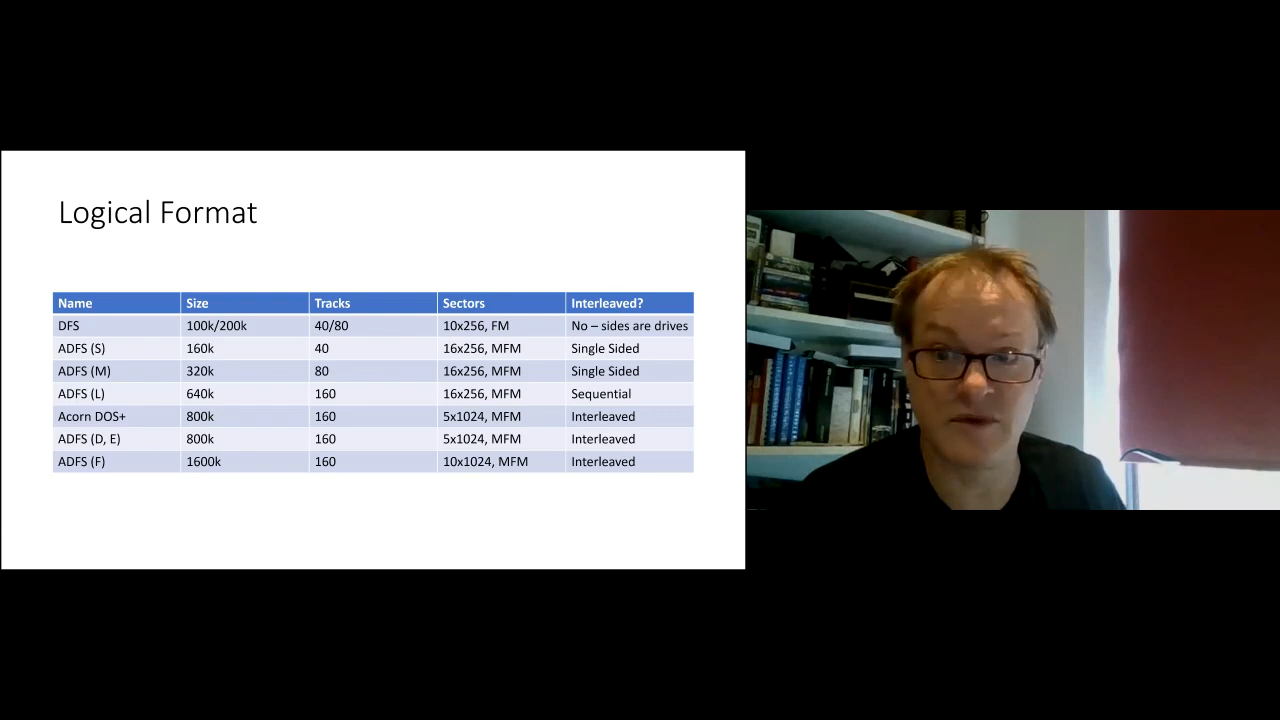 Logical Format
Name Size Tracks Sectors Interleaved?
DFS 100k/200k 40/80 10x256, FM No – sides are drives
ADFS (S) 160k 40 16x256, MFM Single Sided
ADFS (M) 320k 80 16x256, MFM Single Sided
ADFS (L) 640k 160 16x256, MFM Sequential
Acorn DOS+ 800k 160 5x1024, MFM Interleaved
ADFS (D, E) 800k 160 5x1024, MFM Interleaved
ADFS (F) 1600k 160 10x1024, MFM Interleaved